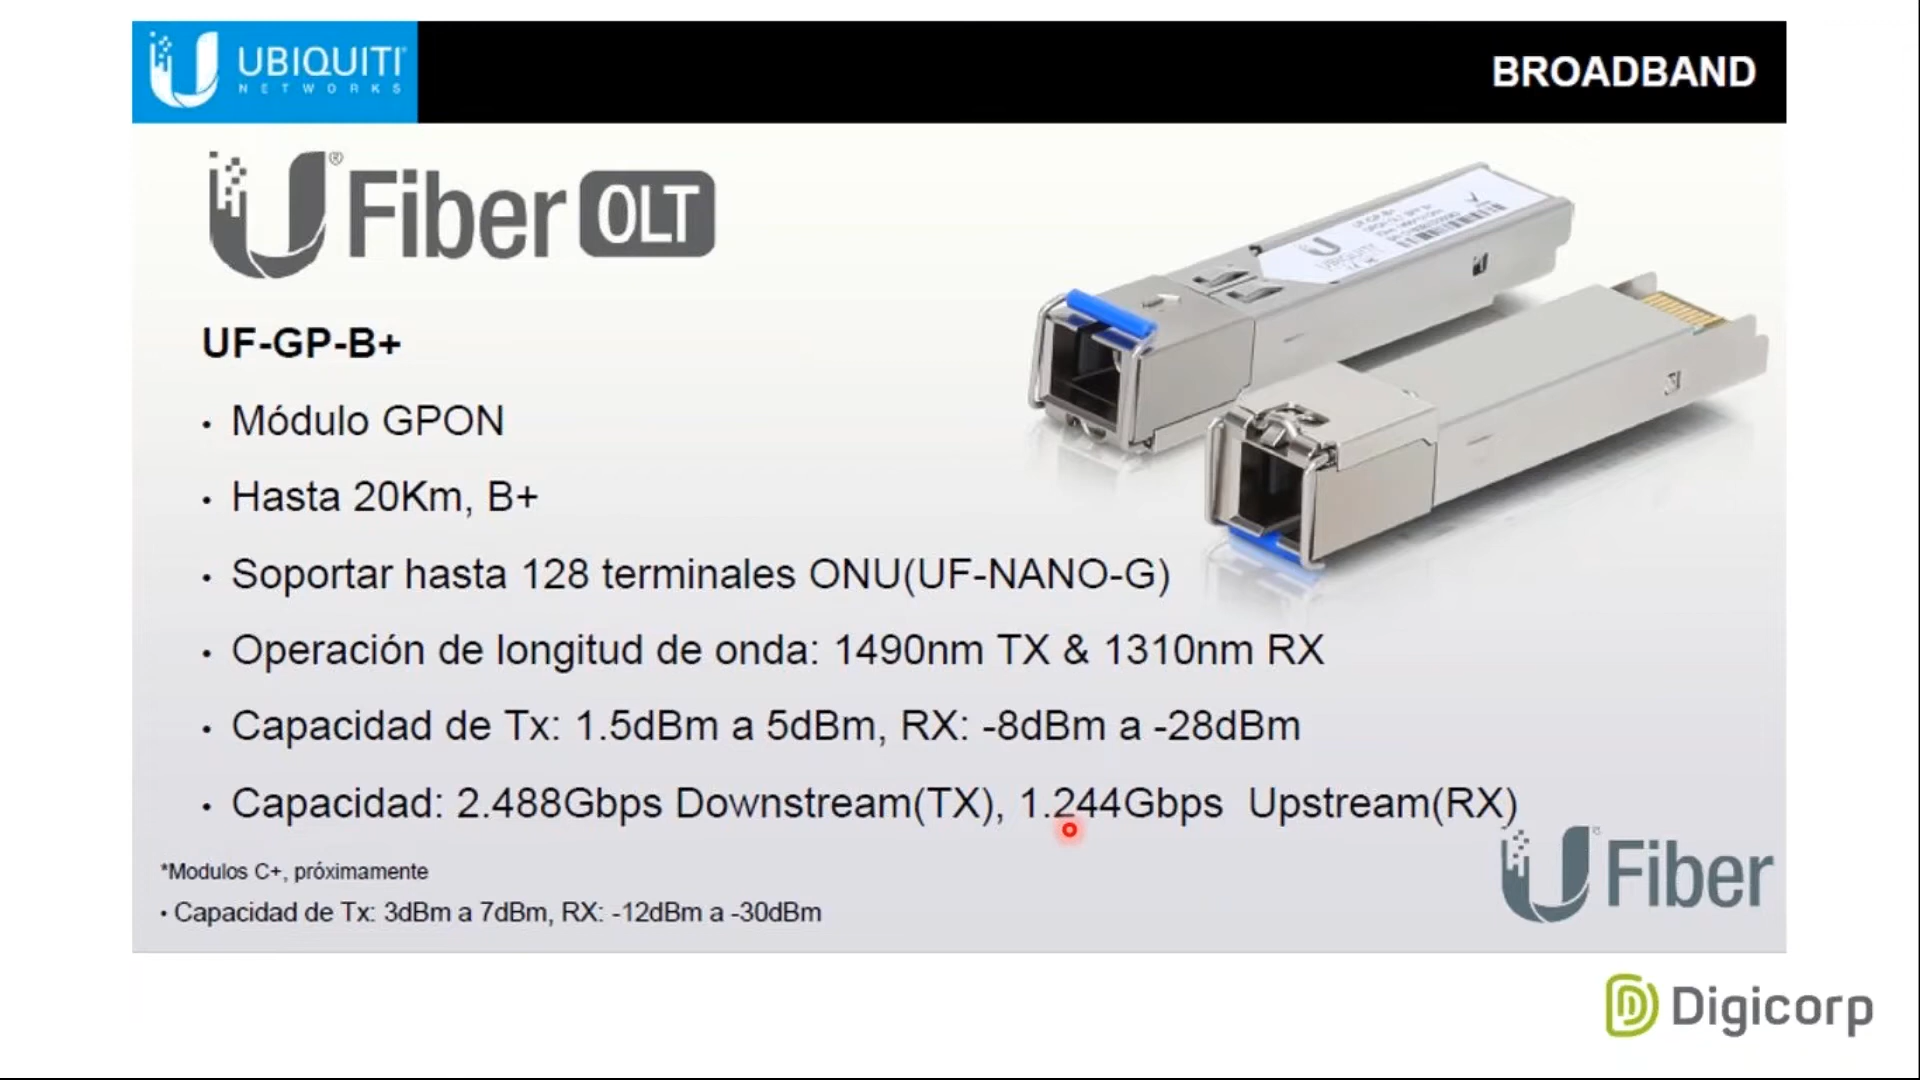 UBIQUITI
NETWORKS
BROADBAND
U® Fiber OLT
UF-GP-B+
• Módulo GPON
• Hasta 20Km, B+
• Soportar hasta 128 terminales ONU(UF-NANO-G)
• Operación de longitud de onda: 1490nm TX & 1310nm RX
• Capacidad de Tx: 1.5dBm a 5dBm, RX: -8dBm a -28dBm
• Capacidad: 2.488Gbps Downstream(TX), 1.244Gbps Upstream(RX)
*Modulos C+, próximamente
• Capacidad de Tx: 3dBm a 7dBm, RX: -12dBm a -30dBm
U Fiber
Digicorp
UBIQUITI